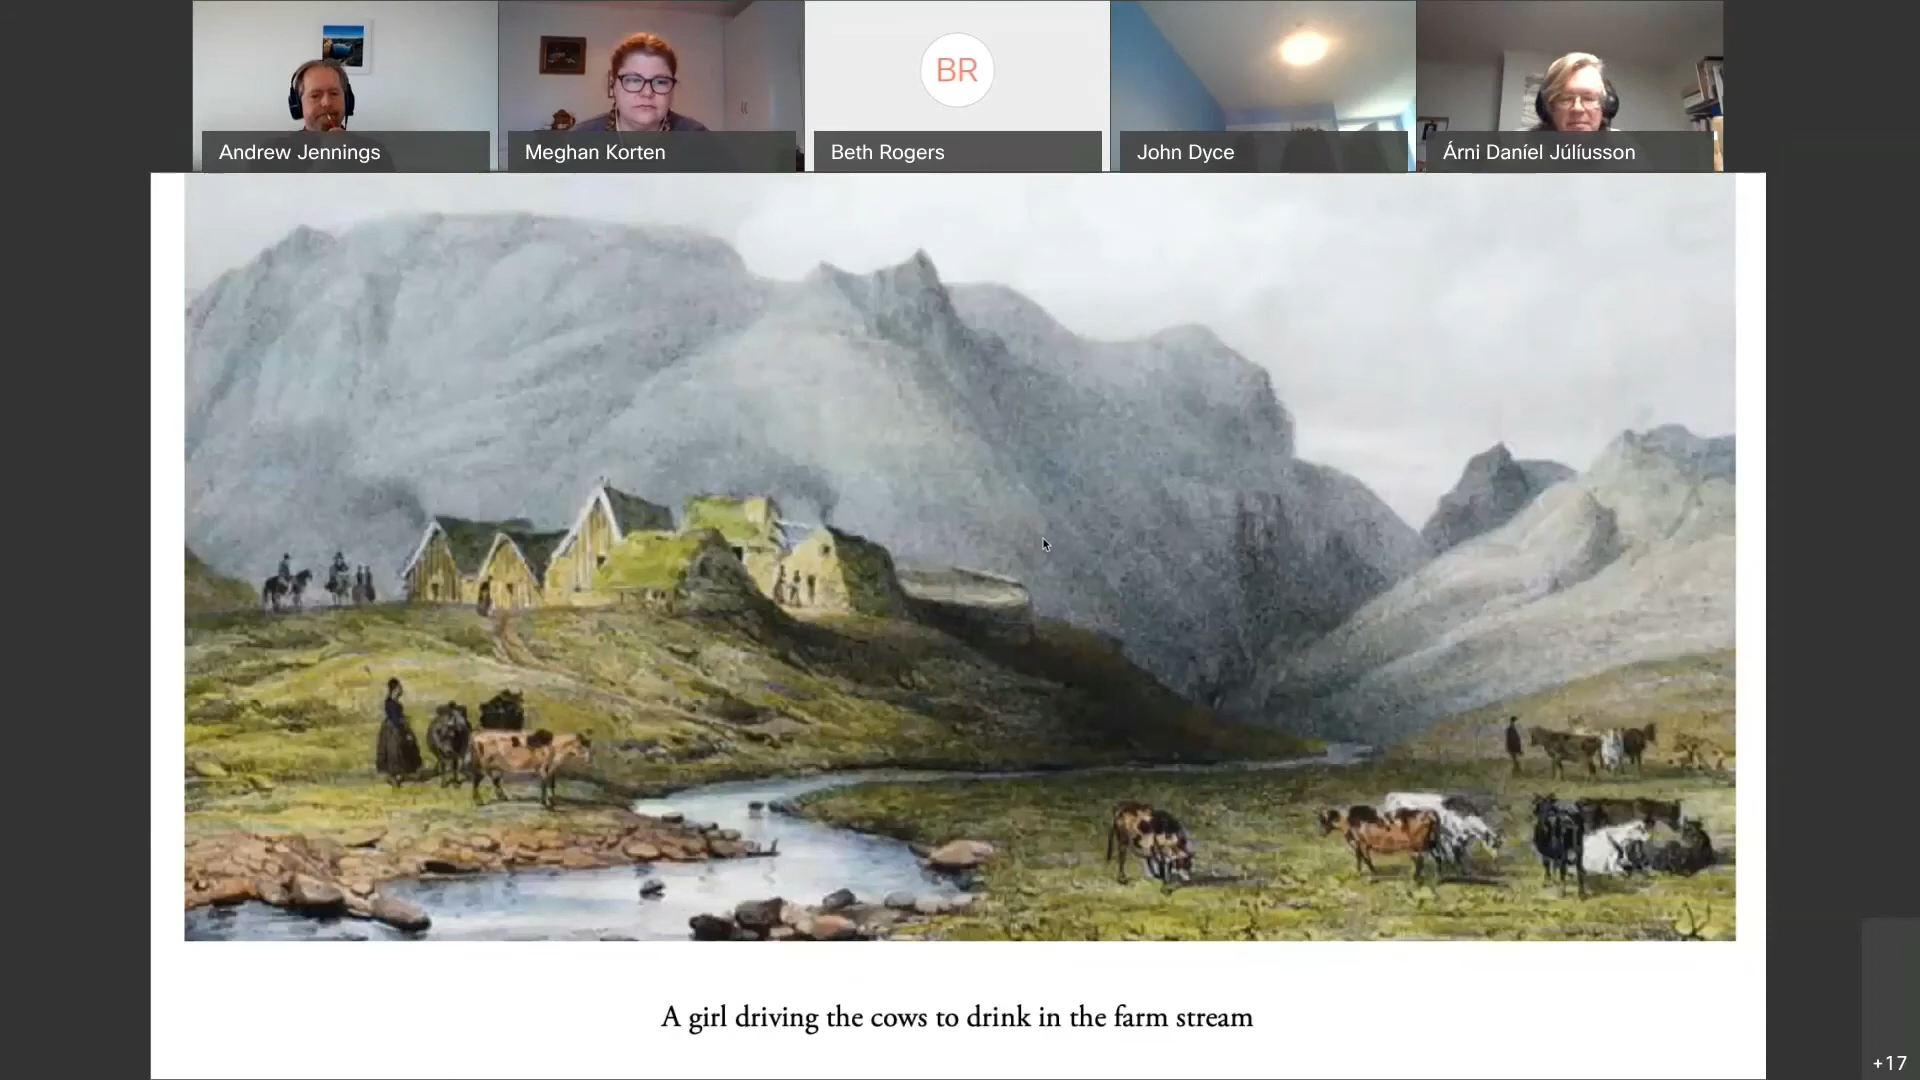 BR
Andrew Jennings
Meghan Korten
Beth Rogers
John Dyce
Árni Daníel Júlíusson
A girl driving the cows to drink in the farm stream
+17